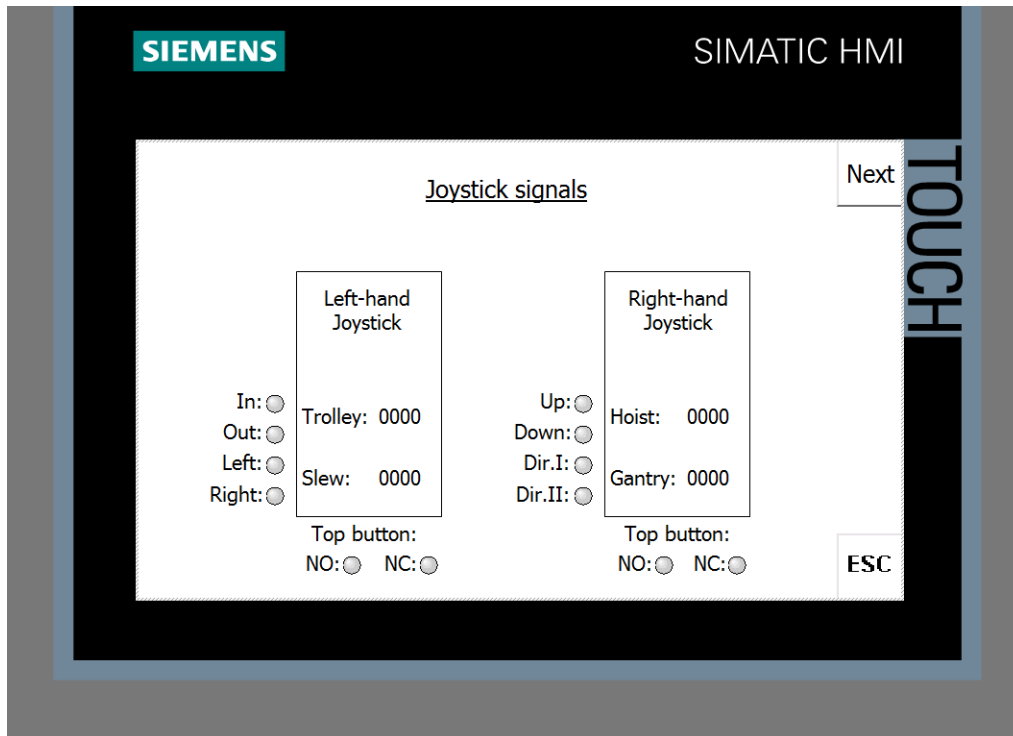 SIEMENS
SIMATIC HMI
TOUCH
Next
Joystick signals
Left-hand
Joystick
In:
Out:
Left:
Right:
Trolley: 0000
Slew: 0000
Top button:
NO: NC:
Right-hand
Joystick
Up:
Down:
Dir.I:
Dir.II:
Hoist: 0000
Gantry: 0000
Top button:
NO: NC:
ESC